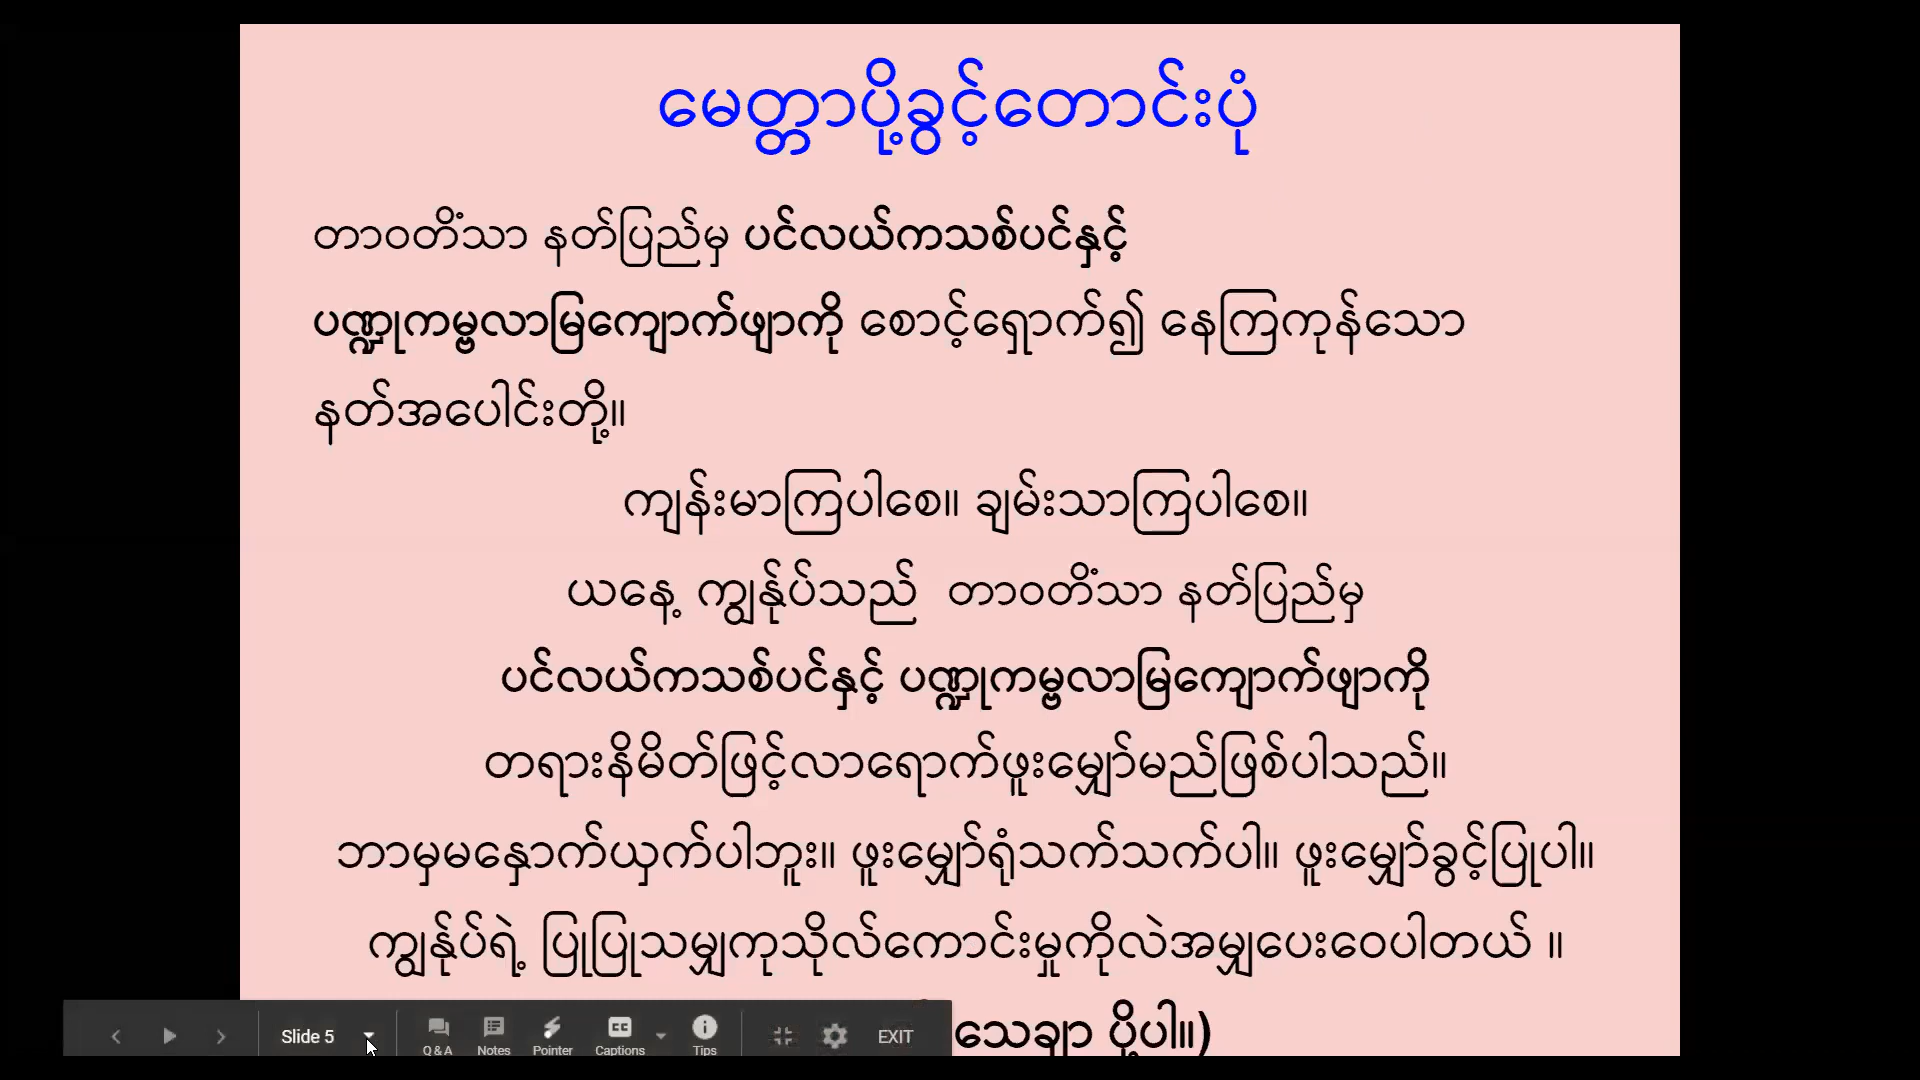 မေတ္တာပို့ခွင့်တောင်းပုံ
တာဝတိံသာ နတ်ပြည်မှ ပင်လယ်ကသစ်ပင်နှင့်
ပဏ္ဍုကမ္ဗလာမြကျောက်ဖျာကို စောင့်ရှောက်၍ နေကြကုန်သော
နတ်အပေါင်းတို့။
ကျန်းမာကြပါစေ။ ချမ်းသာကြပါစေ။
ယနေ့ ကျွန်ုပ်သည် တာဝတိံသာ နတ်ပြည်မှ
ပင်လယ်ကသစ်ပင်နှင့် ပဏ္ဍုကမ္ဗလာမြကျောက်ဖျာကို
တရားနိမိတ်ဖြင့်လာရောက်ဖူးမျှော်မည်ဖြစ်ပါသည်။
ဘာမှမနှောက်ယှက်ပါဘူး။ ဖူးမျှော်ရုံသက်သက်ပါ။ ဖူးမျှော်ခွင့်ပြုပါ။
ကျွန်ုပ်ရဲ့ ပြုပြုသမျှကုသိုလ်ကောင်းမှုကိုလဲအမျှပေးဝေပါတယ် ။
သေချာ ပို့ပါ။)
Slide 5
Q & A Notes Pointer Captions Tips EXIT